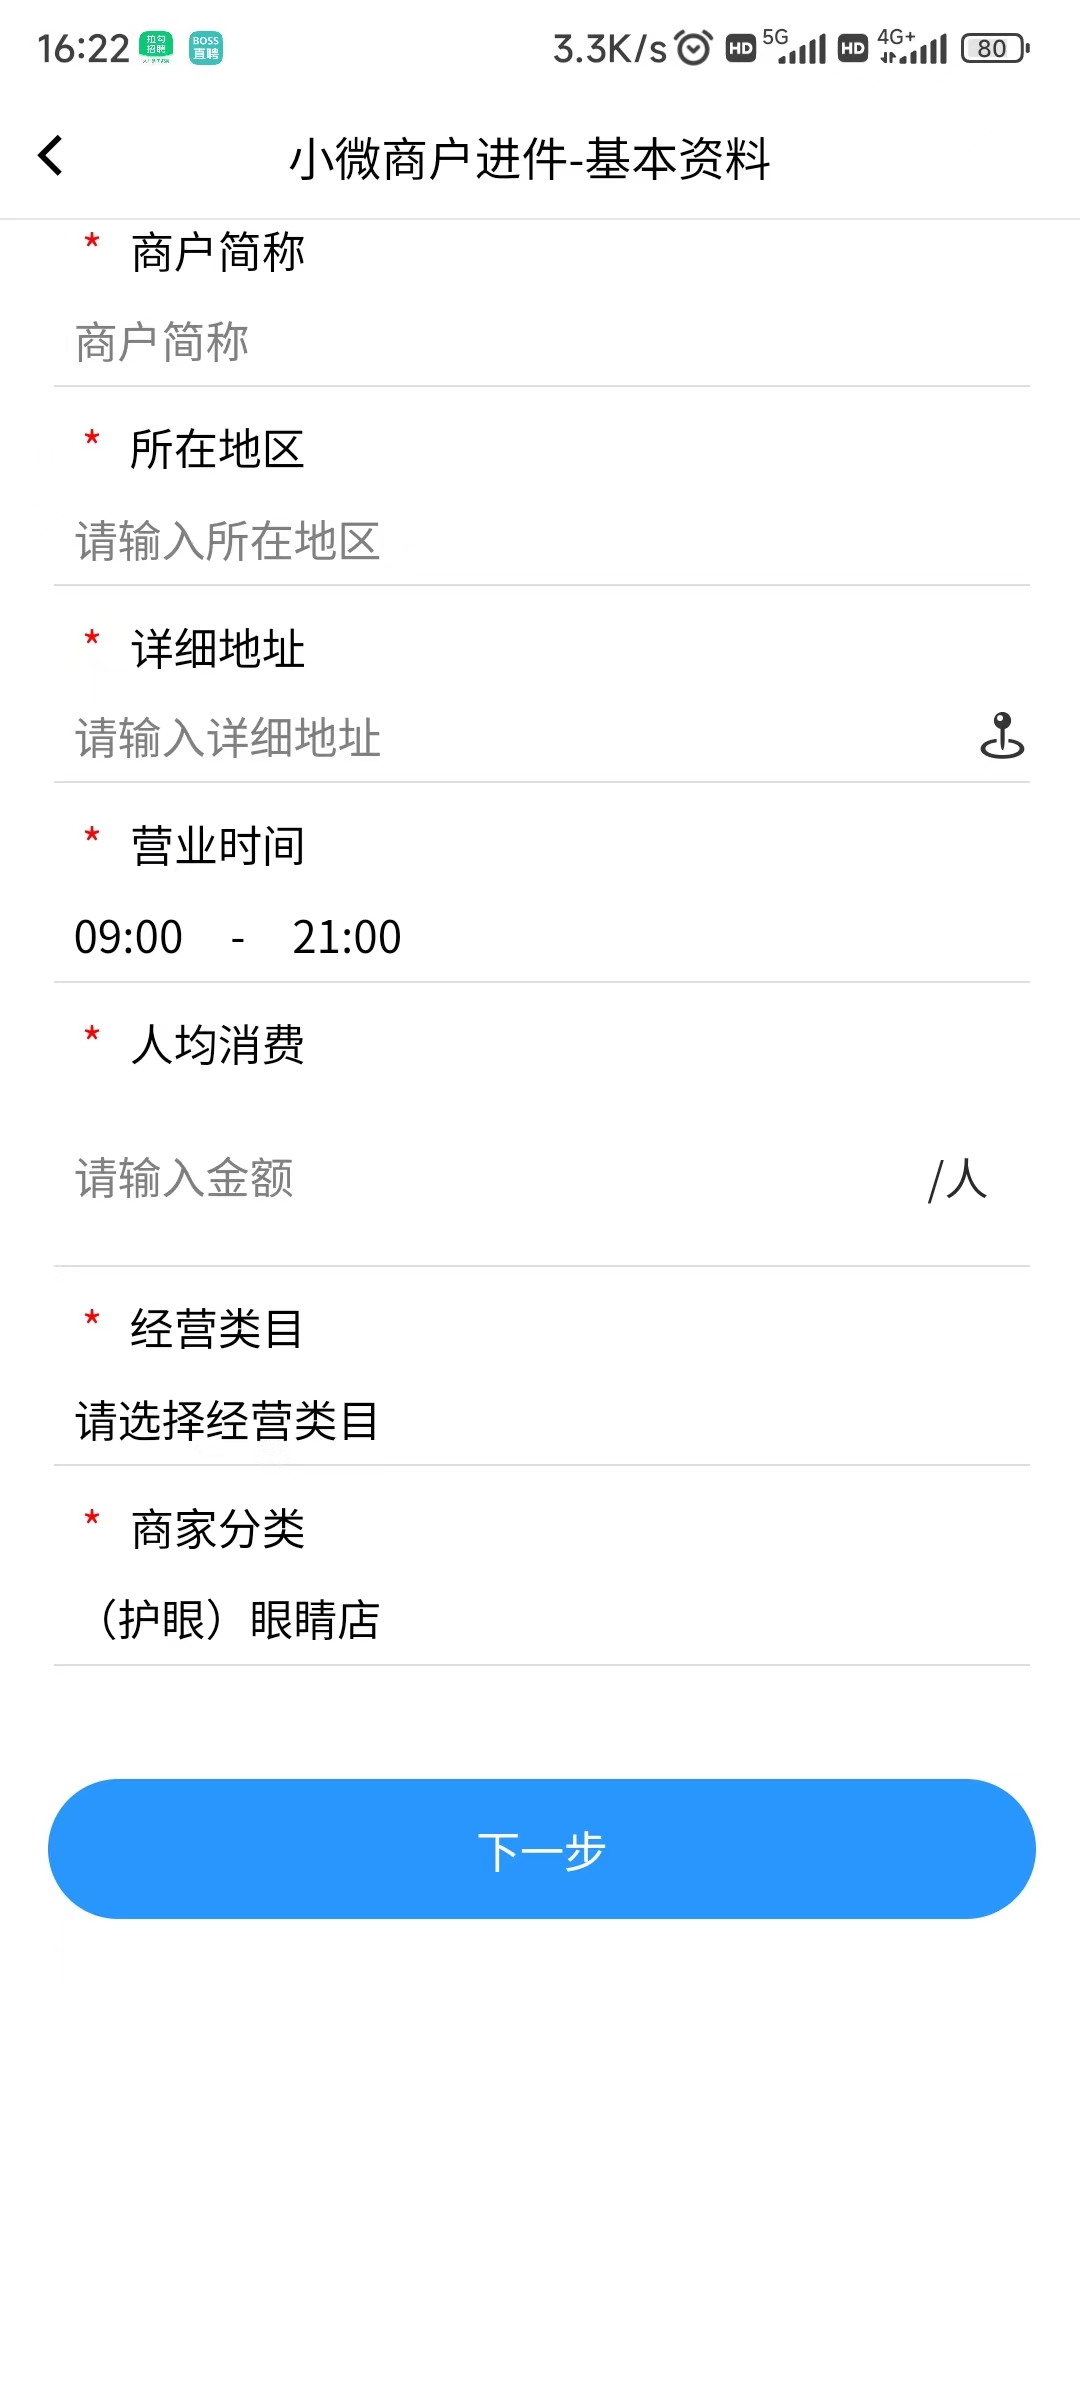 16:22 拉勾招聘 BOSS直聘 3.3K/s HD 5G HD 4G+ 80
小微商户进件-基本资料
* 商户简称
商户简称
* 所在地区
请输入所在地区
* 详细地址
请输入详细地址
* 营业时间
09:00 - 21:00
* 人均消费
请输入金额 /人
* 经营类目
请选择经营类目
* 商家分类
（护眼）眼睛店
下一步